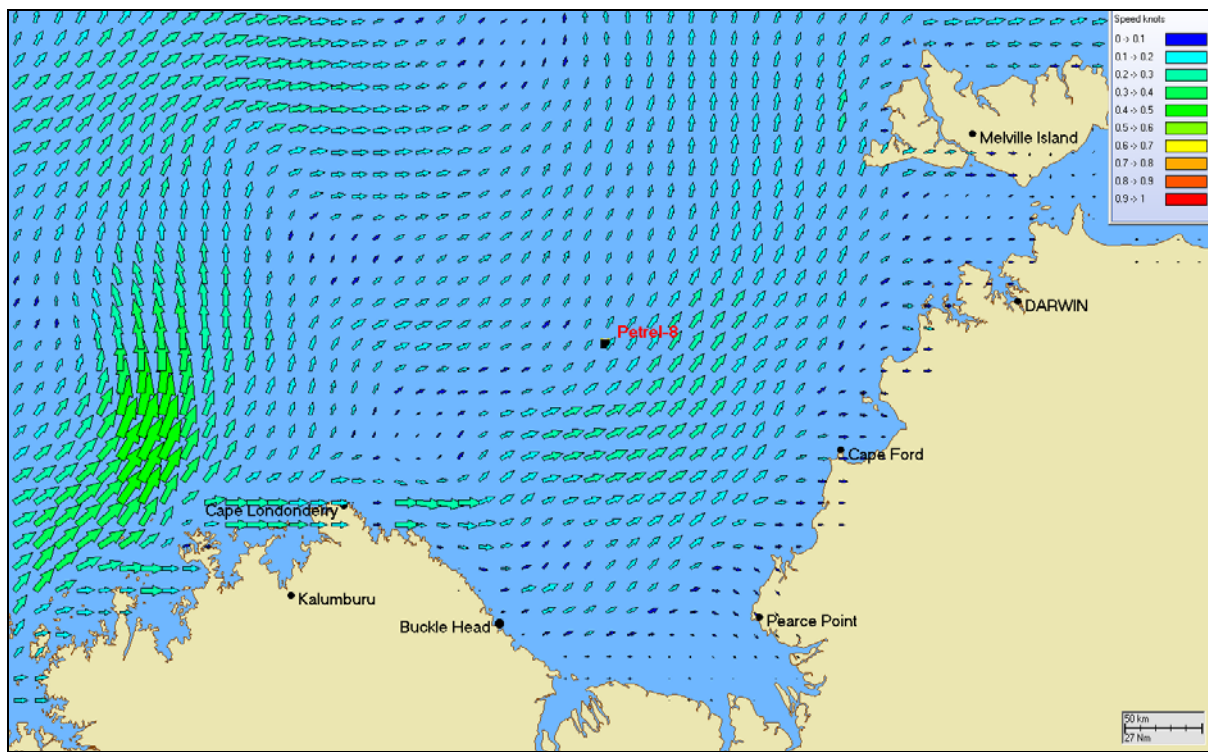 Speed knots
0 -> 0.1
0.1 -> 0.2
0.2 -> 0.3
0.3 -> 0.4
0.4 -> 0.5
0.5 -> 0.6
0.6 -> 0.7
0.7 -> 0.8
0.8 -> 0.9
0.9 -> 1
Melville Island
DARWIN
Petrel-8
Cape Ford
Cape Londonderry
Kalumburu
Buckle Head
Pearce Point
50 km
27 Nm